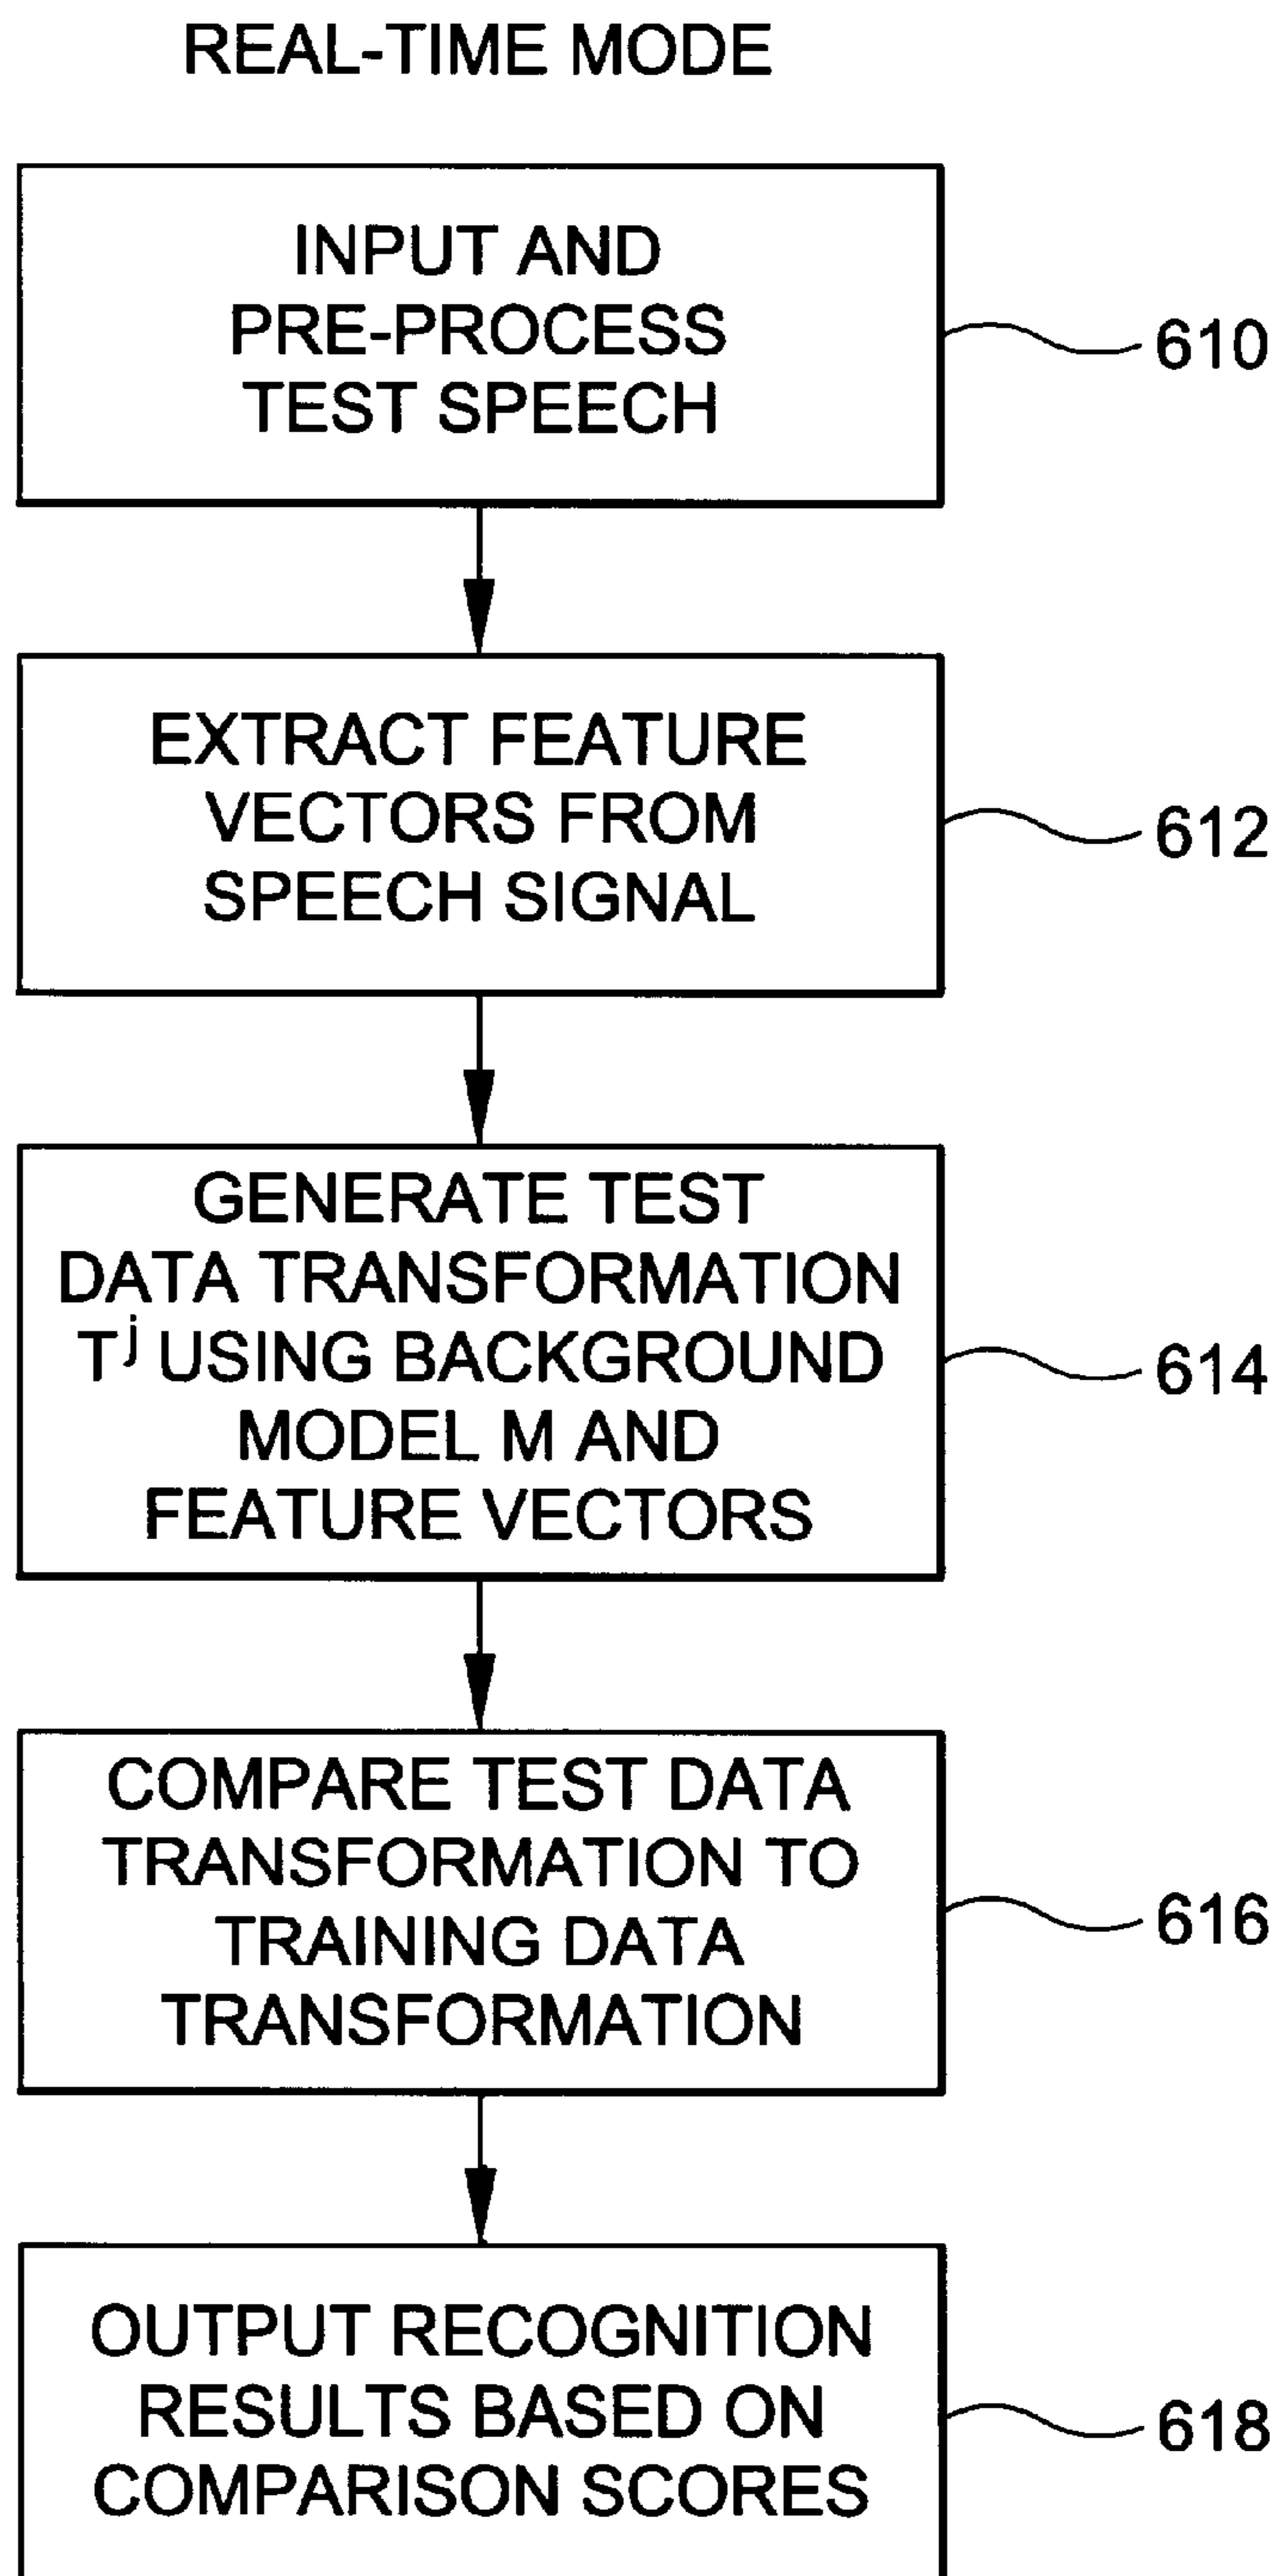 REAL-TIME MODE
INPUT AND
PRE-PROCESS
TEST SPEECH
610
EXTRACT FEATURE
VECTORS FROM
SPEECH SIGNAL
612
GENERATE TEST
DATA TRANSFORMATION
T^j USING BACKGROUND
MODEL M AND
FEATURE VECTORS
614
COMPARE TEST DATA
TRANSFORMATION TO
TRAINING DATA
TRANSFORMATION
616
OUTPUT RECOGNITION
RESULTS BASED ON
COMPARISON SCORES
618